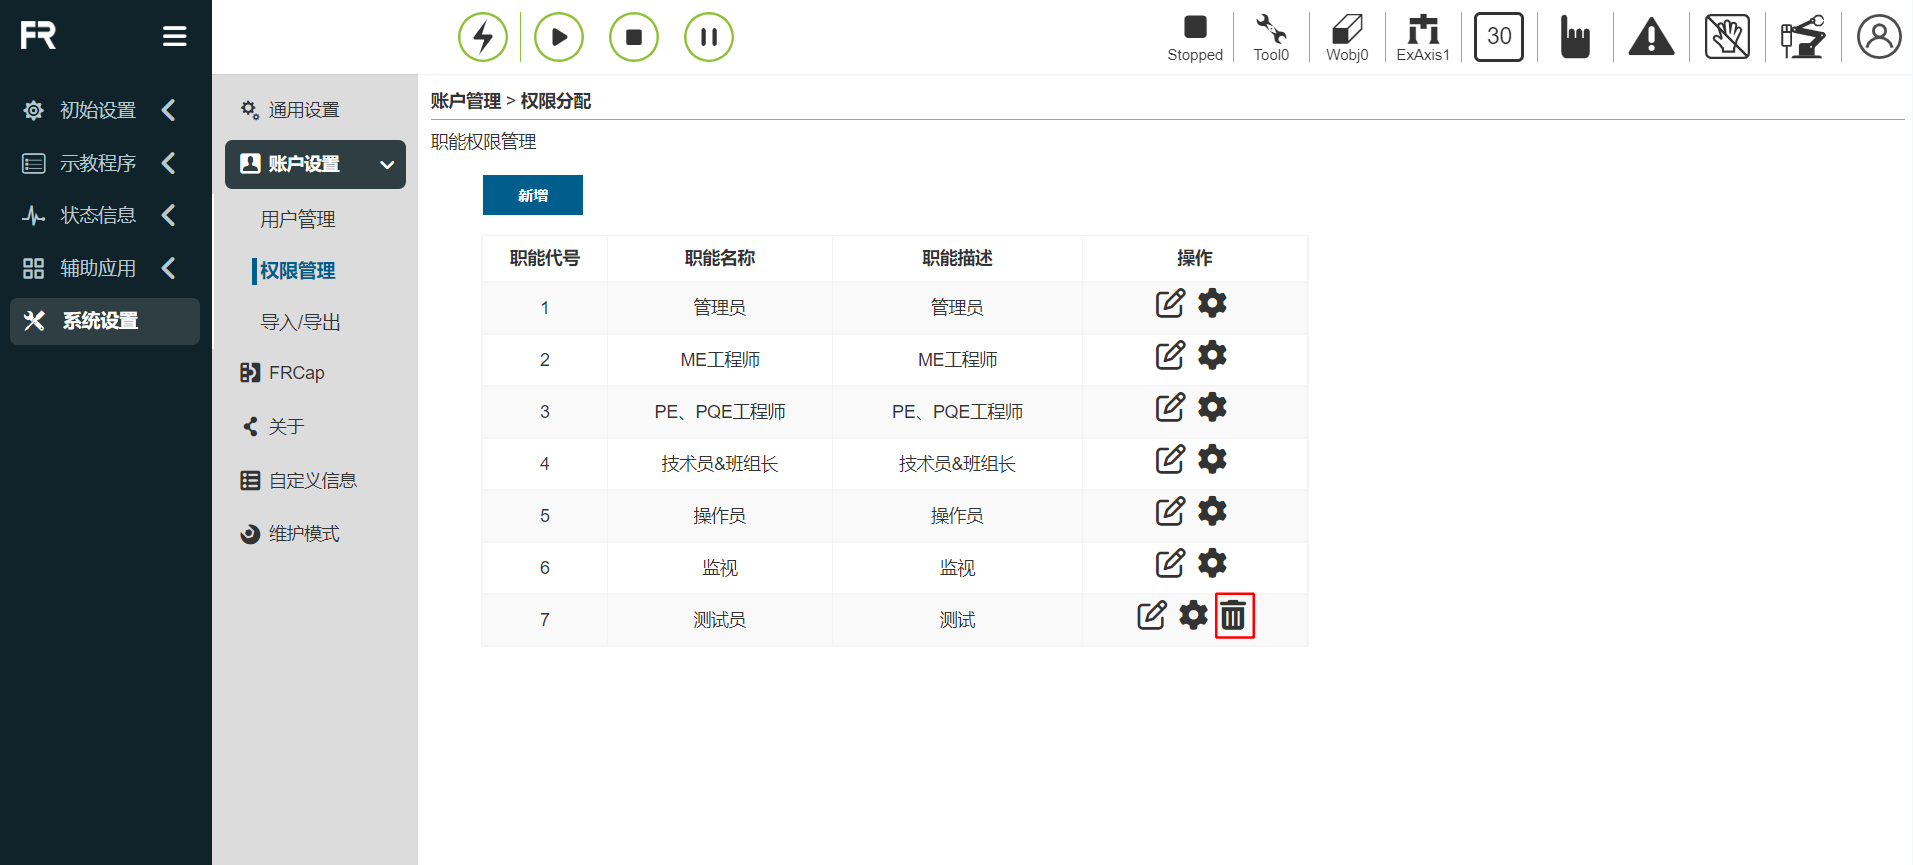 FR
Stopped
Tool0
Wobj0
ExAxis1
30
初始设置
示教程序
状态信息
辅助应用
系统设置
通用设置
账户设置
用户管理
权限管理
导入/导出
FRCap
关于
自定义信息
维护模式
账户管理 > 权限分配
职能权限管理
新增
职能代号 职能名称 职能描述 操作
1 管理员 管理员
2 ME工程师 ME工程师
3 PE、PQE工程师 PE、PQE工程师
4 技术员&班组长 技术员&班组长
5 操作员 操作员
6 监视 监视
7 测试员 测试